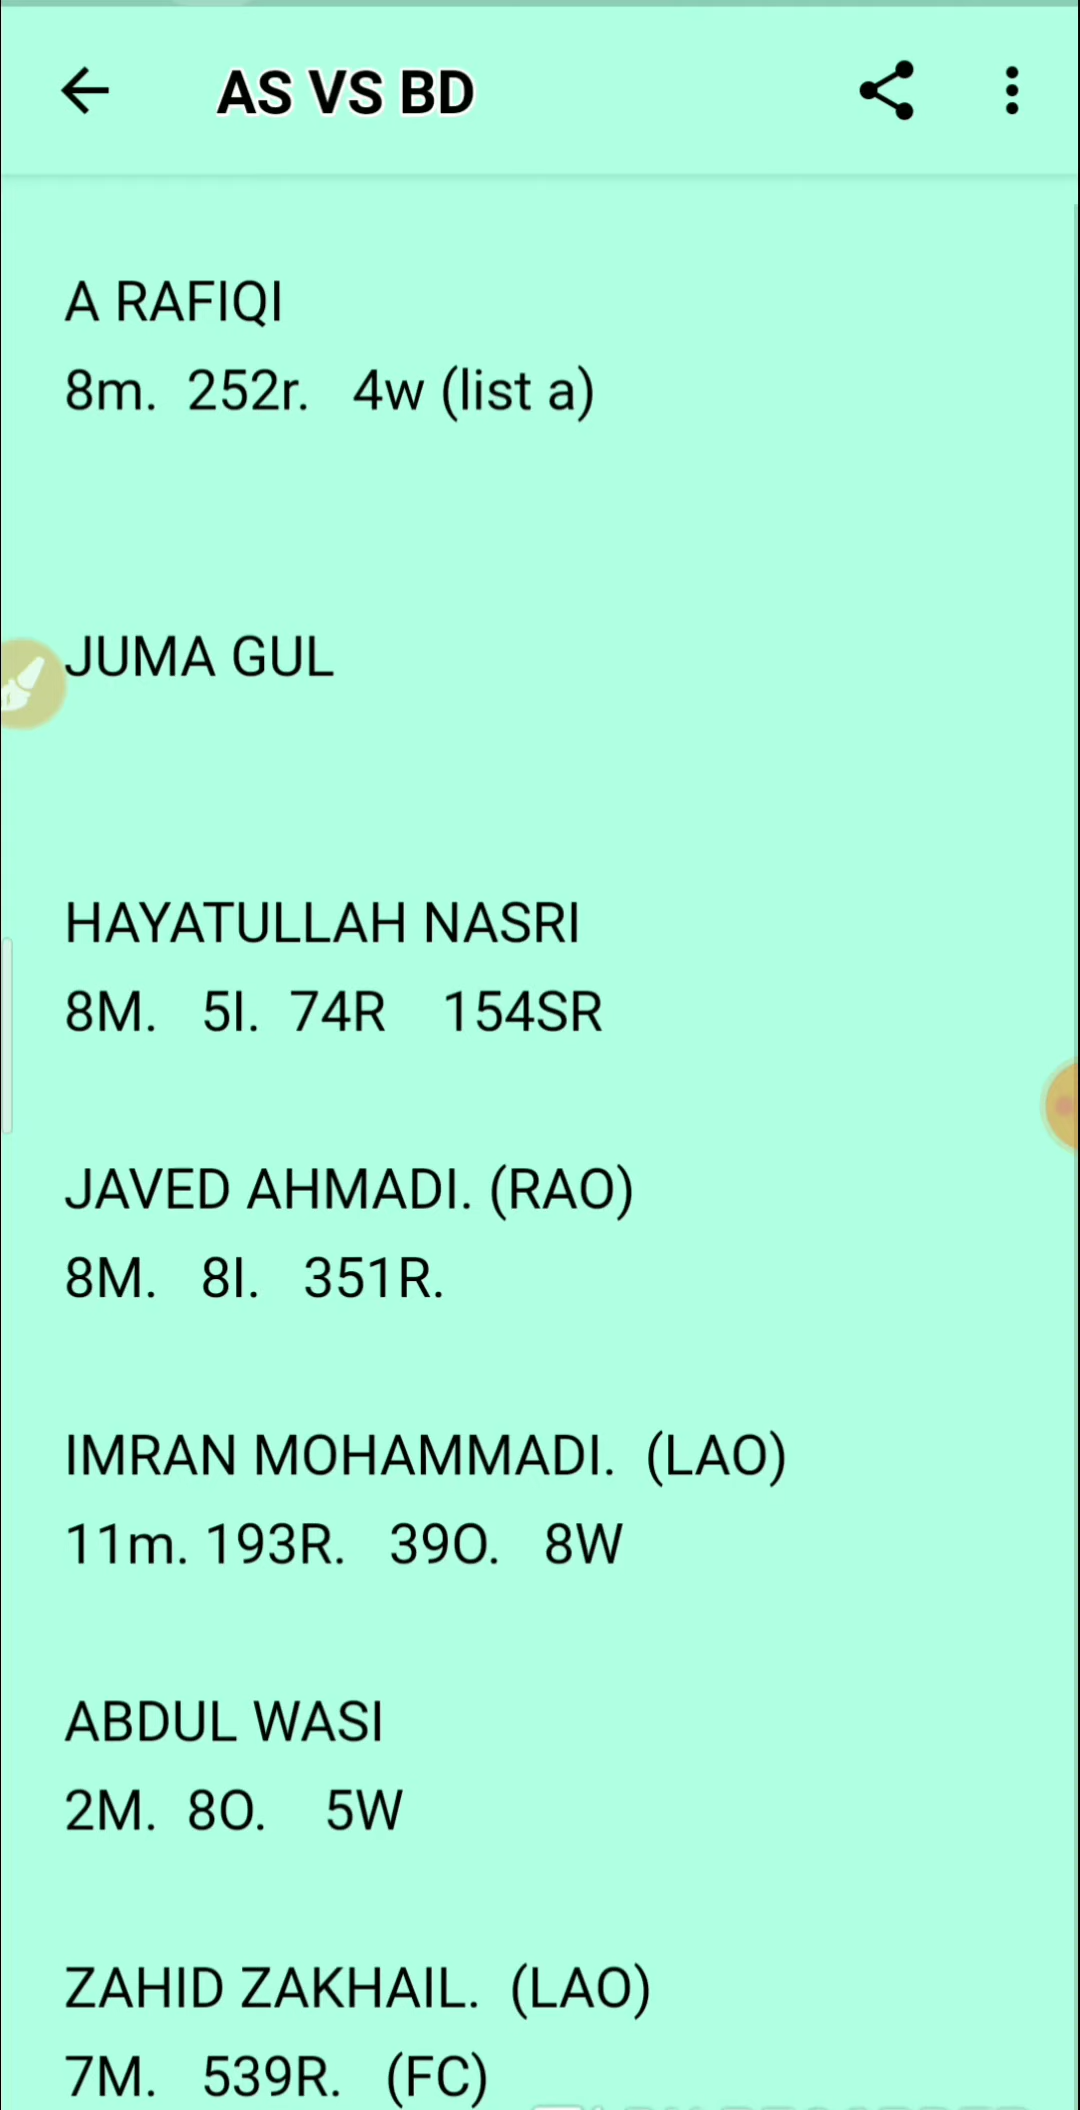 AS VS BD
A RAFIQI
8m. 252r. 4w (list a)
JUMA GUL
HAYATULLAH NASRI
8M. 5I. 74R 154SR
JAVED AHMADI. (RAO)
8M. 8I. 351R.
IMRAN MOHAMMADI. (LAO)
11m. 193R. 39O. 8W
ABDUL WASI
2M. 8O. 5W
ZAHID ZAKHAIL. (LAO)
7M. 539R. (FC)